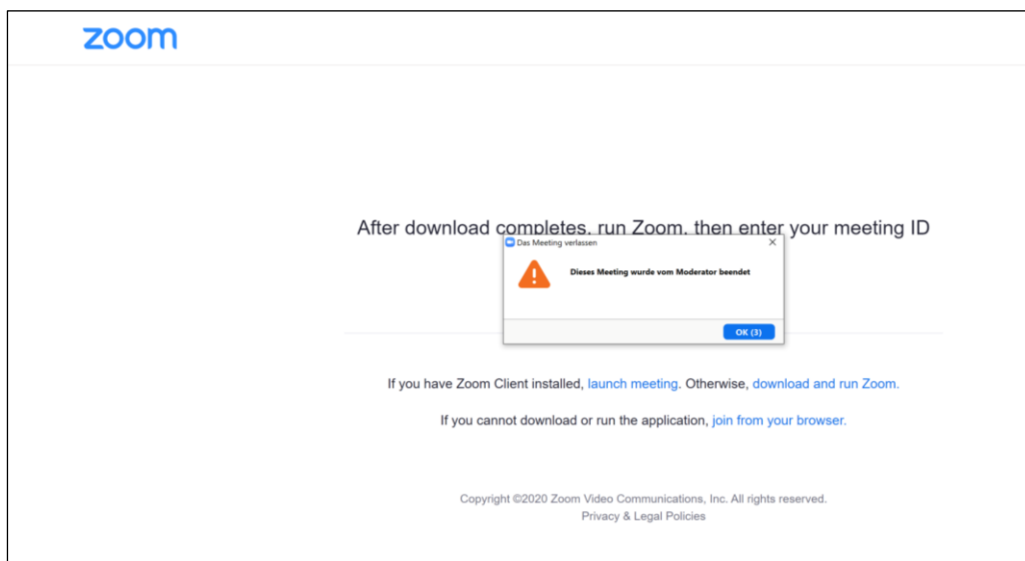 zoom
After download completes, run Zoom, then enter your meeting ID
Das Meeting verlassen
Dieses Meeting wurde vom Moderator beendet
OK (3)
If you have Zoom Client installed, launch meeting. Otherwise, download and run Zoom.
If you cannot download or run the application, join from your browser.
Copyright ©2020 Zoom Video Communications, Inc. All rights reserved.
Privacy & Legal Policies